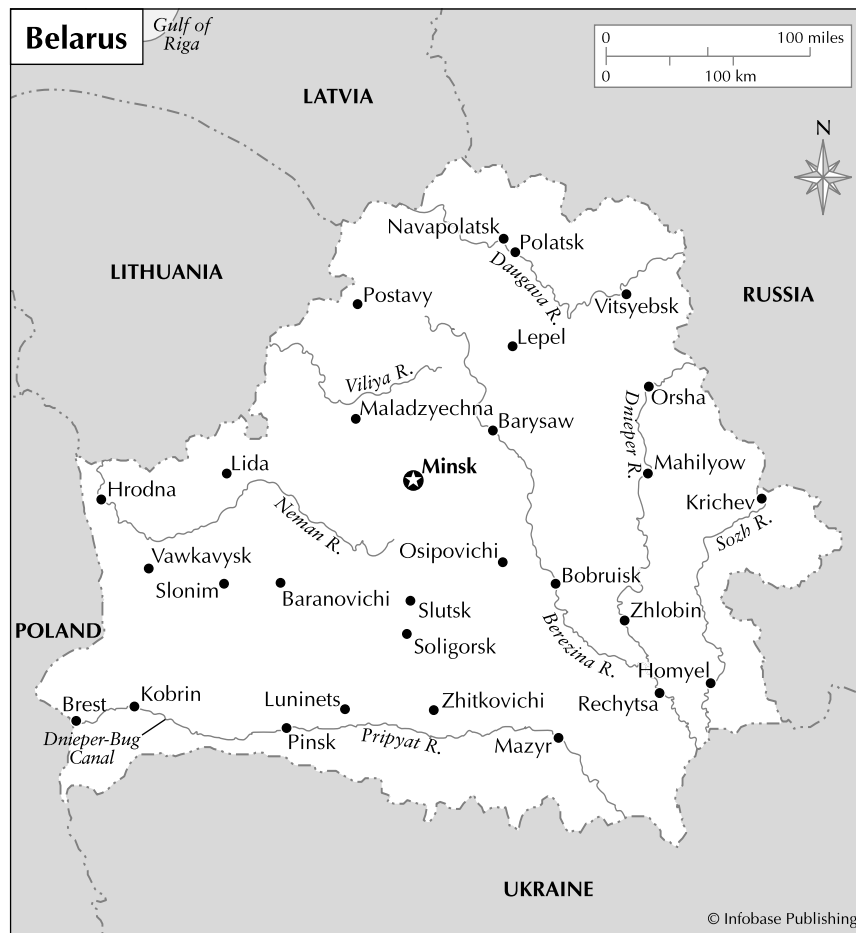 Belarus
Gulf of
Riga
0 100 miles
0 100 km
LATVIA
N
Navapolatsk
Polatsk
Daugava R.
LITHUANIA
RUSSIA
Postavy
Vitsyebsk
Lepel
Viliya R.
Orsha
Maladzyechna
Barysaw
Dnieper R.
Minsk
Lida
Mahilyow
Hrodna
Krichev
Neman R.
Sozh R.
Osipovichi
Vawkavysk
Slonim
Baranovichi
Bobruisk
Slutsk
Zhlobin
POLAND
Soligorsk
Berezina R.
Homyel
Brest
Kobrin
Luninets
Zhitkovichi
Rechytsa
Dnieper-Bug
Canal
Pinsk
Pripyat R.
Mazyr
UKRAINE
© Infobase Publishing